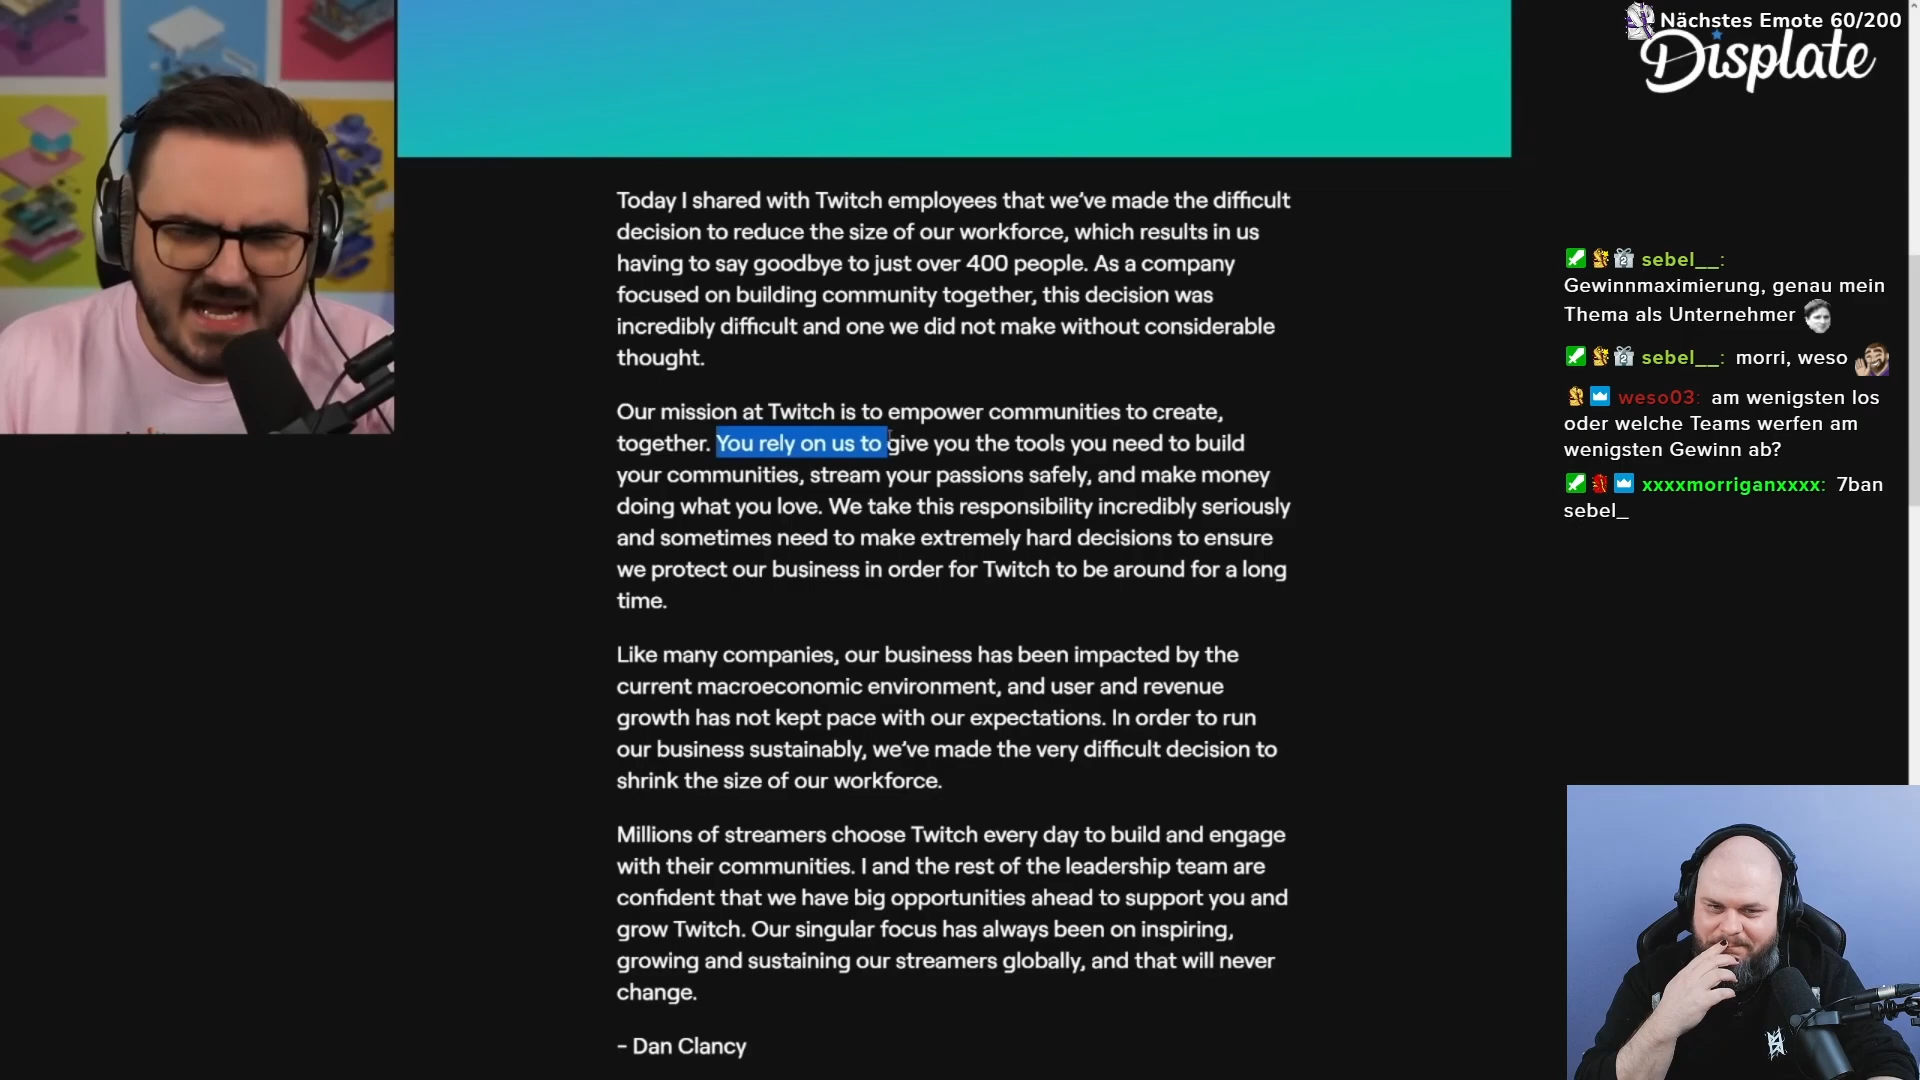 Nächstes Emote 60/200
Displate
Today I shared with Twitch employees that we’ve made the difficult
decision to reduce the size of our workforce, which results in us
having to say goodbye to just over 400 people. As a company
focused on building community together, this decision was
incredibly difficult and one we did not make without considerable
thought.
Our mission at Twitch is to empower communities to create,
together. You rely on us to give you the tools you need to build
your communities, stream your passions safely, and make money
doing what you love. We take this responsibility incredibly seriously
and sometimes need to make extremely hard decisions to ensure
we protect our business in order for Twitch to be around for a long
time.
Like many companies, our business has been impacted by the
current macroeconomic environment, and user and revenue
growth has not kept pace with our expectations. In order to run
our business sustainably, we’ve made the very difficult decision to
shrink the size of our workforce.
Millions of streamers choose Twitch every day to build and engage
with their communities. I and the rest of the leadership team are
confident that we have big opportunities ahead to support you and
grow Twitch. Our singular focus has always been on inspiring,
growing and sustaining our streamers globally, and that will never
change.
– Dan Clancy
sebel__:
Gewinnmaximierung, genau mein
Thema als Unternehmer
sebel__: morri, weso
weso03: am wenigsten los
oder welche Teams werfen am
wenigsten Gewinn ab?
xxxxmorriganxxxx: 7ban
sebel_